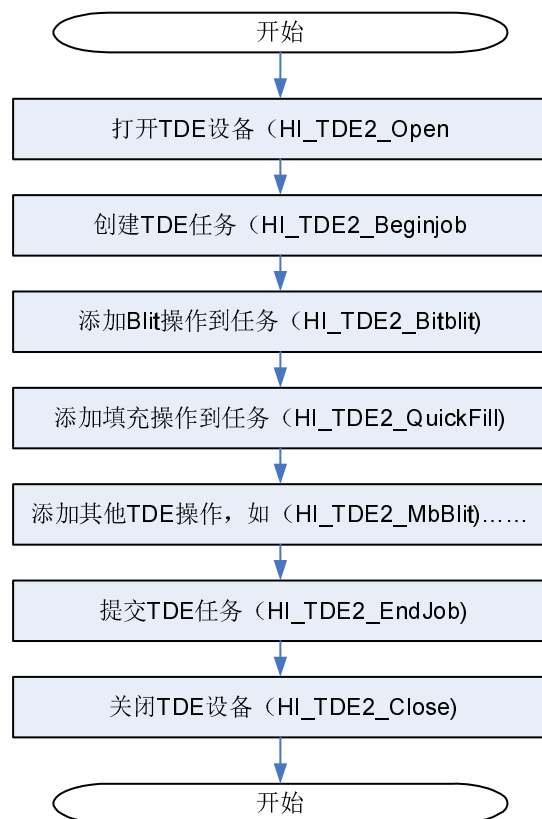 开始
打开TDE设备（HI_TDE2_Open
创建TDE任务（HI_TDE2_Beginjob
添加Blit操作到任务（HI_TDE2_Bitblit)
添加填充操作到任务（HI_TDE2_QuickFill)
添加其他TDE操作，如（HI_TDE2_MbBlit)……
提交TDE任务（HI_TDE2_EndJob)
关闭TDE设备（HI_TDE2_Close)
开始